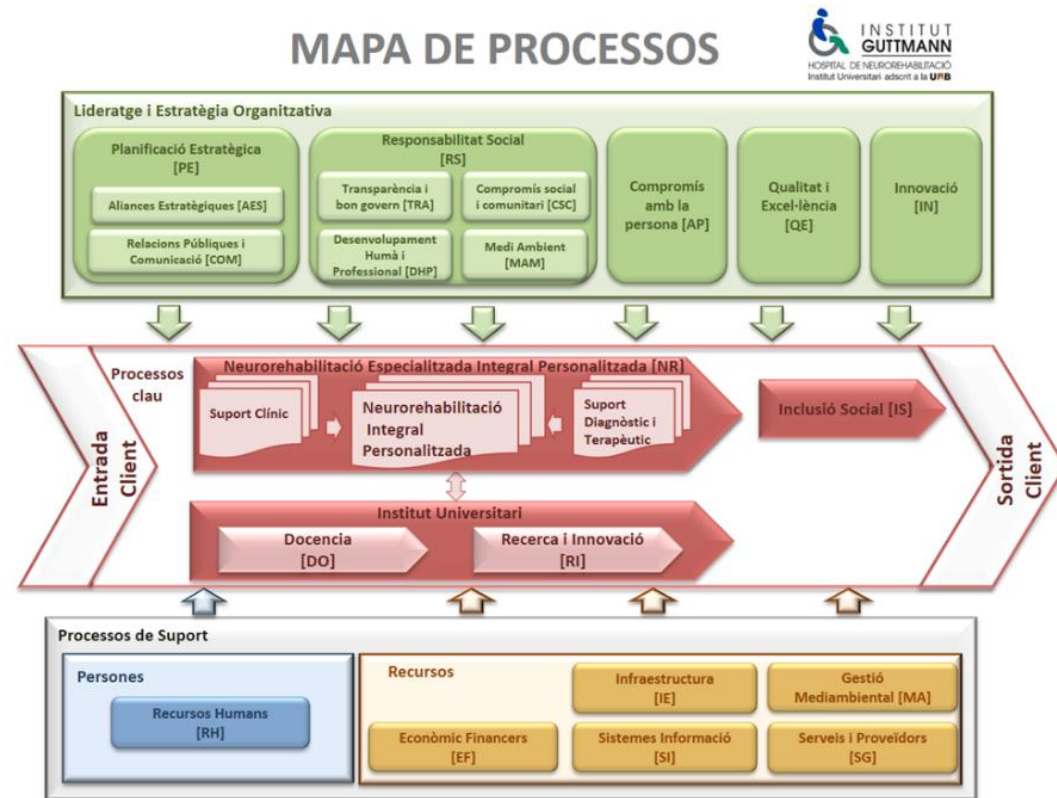 MAPA DE PROCESSOS
INSTITUT
GUTTMANN
HOSPITAL DE NEUROREHABILITACIÓ
Institut Universitari adscrit a la UAB
Lideratge i Estratègia Organitzativa
Planificació Estratègica
[PE]
Aliances Estratègiques [AES]
Relacions Públiques i
Comunicació [COM]
Responsabilitat Social
[RS]
Transparència i
bon govern [TRA]
Compromís social
i comunitari [CSC]
Desenvolupament
Humà i
Professional [DHP]
Medi Ambient
[MAM]
Compromís
amb la
persona [AP]
Qualitat i
Excel·lència
[QE]
Innovació
[IN]
Entrada
Client
Processos
clau
Neurorehabilitació Especialitzada Integral Personalitzada [NR]
Suport Clínic
Neurorehabilitació
Integral
Personalitzada
Suport
Diagnòstic i
Terapèutic
Inclusió Social [IS]
Institut Universitari
Docencia
[DO]
Recerca i Innovació
[RI]
Sortida
Client
Processos de Suport
Persones
Recursos Humans
[RH]
Recursos
Infraestructura
[IE]
Gestió
Mediambiental [MA]
Econòmic Financers
[EF]
Sistemes Informació
[SI]
Serveis i Proveïdors
[SG]